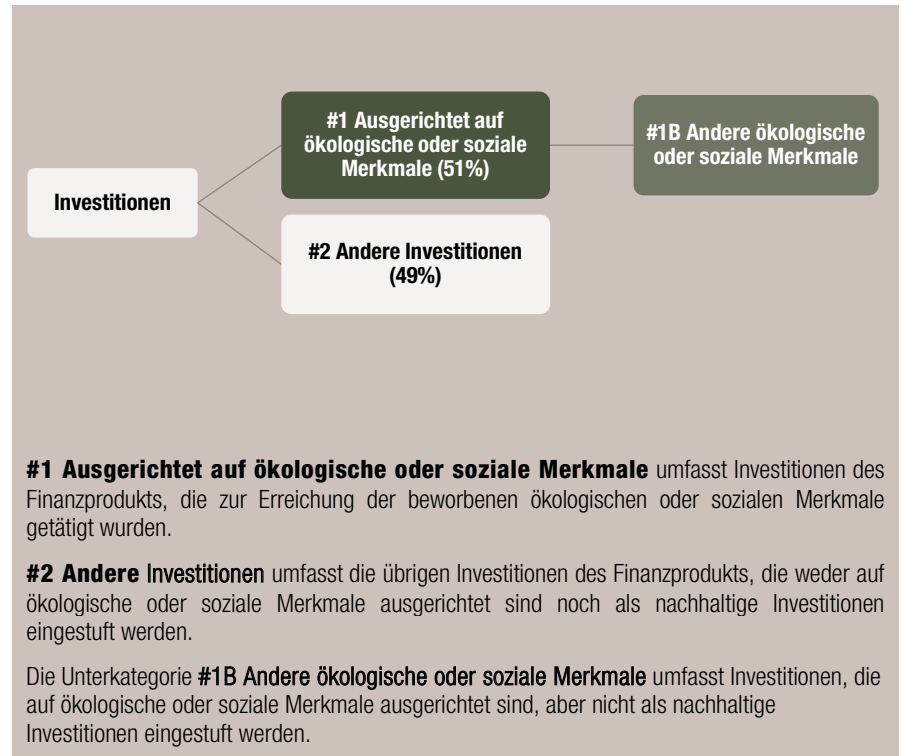 #1 Ausgerichtet auf
ökologische oder soziale
Merkmale (51%)
#1B Andere ökologische
oder soziale Merkmale
Investitionen
#2 Andere Investitionen
(49%)
#1 Ausgerichtet auf ökologische oder soziale Merkmale umfasst Investitionen des
Finanzprodukts, die zur Erreichung der beworbenen ökologischen oder sozialen Merkmale
getätigt wurden.
#2 Andere Investitionen umfasst die übrigen Investitionen des Finanzprodukts, die weder auf
ökologische oder soziale Merkmale ausgerichtet sind noch als nachhaltige Investitionen
eingestuft werden.
Die Unterkategorie #1B Andere ökologische oder soziale Merkmale umfasst Investitionen, die
auf ökologische oder soziale Merkmale ausgerichtet sind, aber nicht als nachhaltige
Investitionen eingestuft werden.